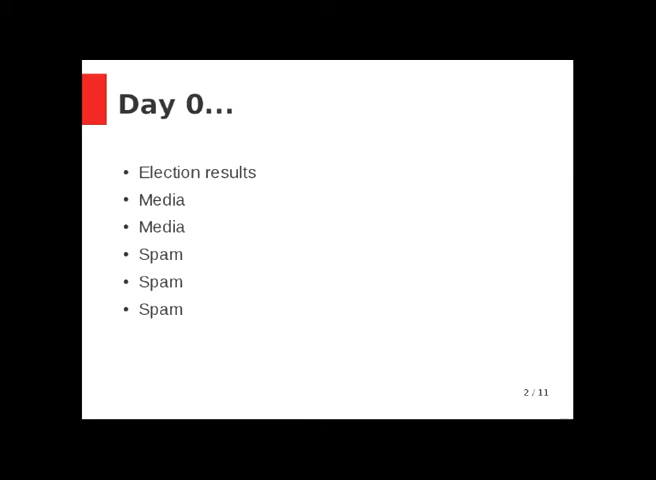 Day 0...
• Election results
• Media
• Media
• Spam
• Spam
• Spam
2 / 11